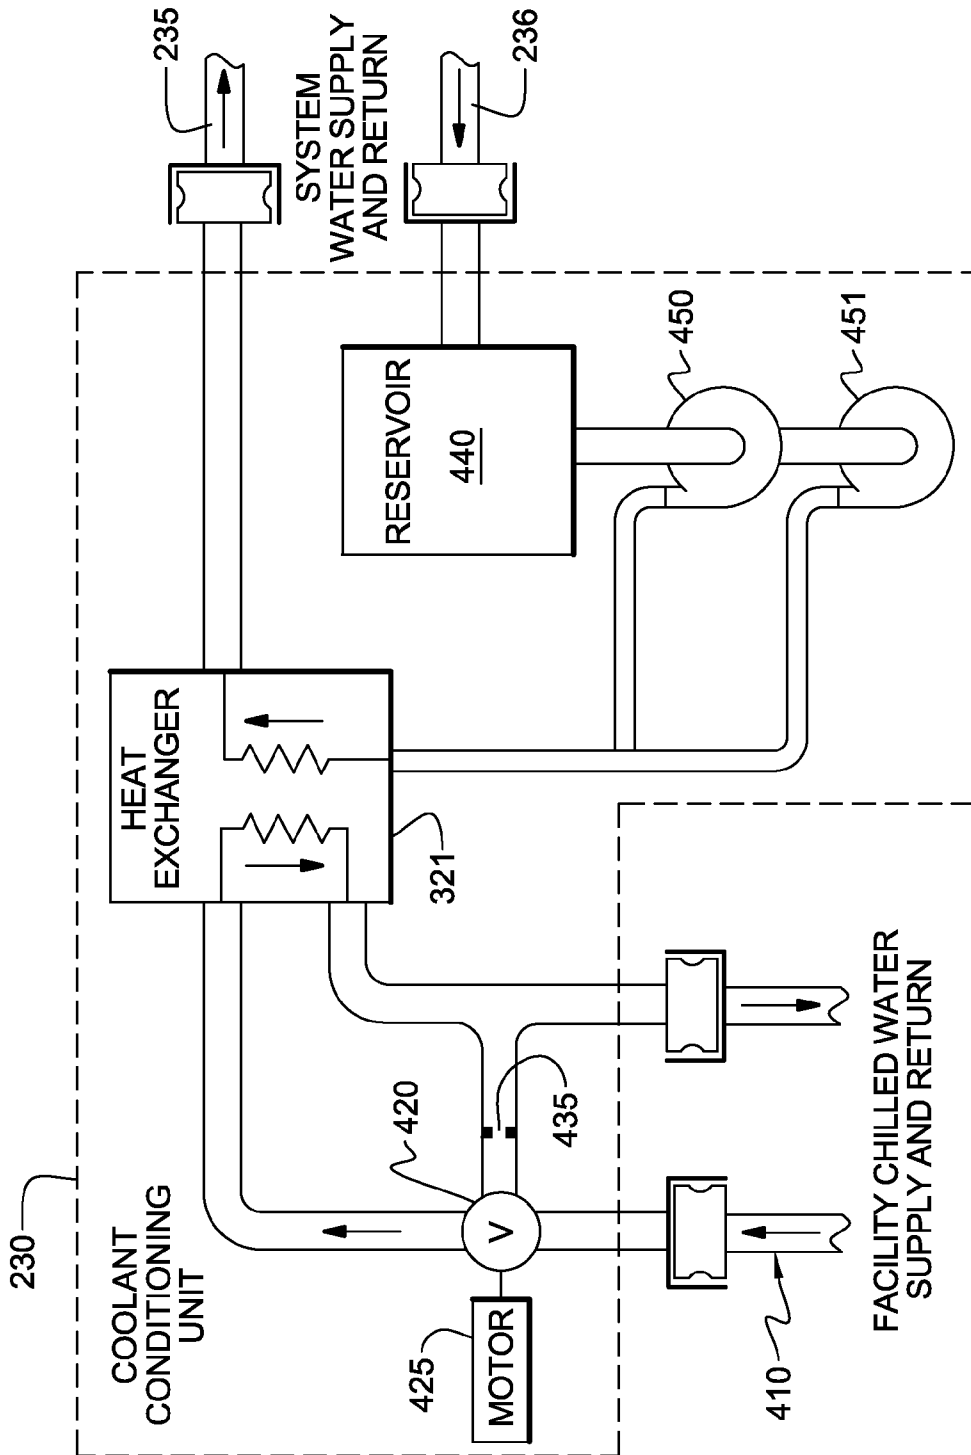 230
COOLANT
CONDITIONING
UNIT
HEAT
EXCHANGER
321
235
SYSTEM
WATER SUPPLY
AND RETURN
236
RESERVOIR
440
450
451
420
V
435
425
MOTOR
410
FACILITY CHILLED WATER
SUPPLY AND RETURN